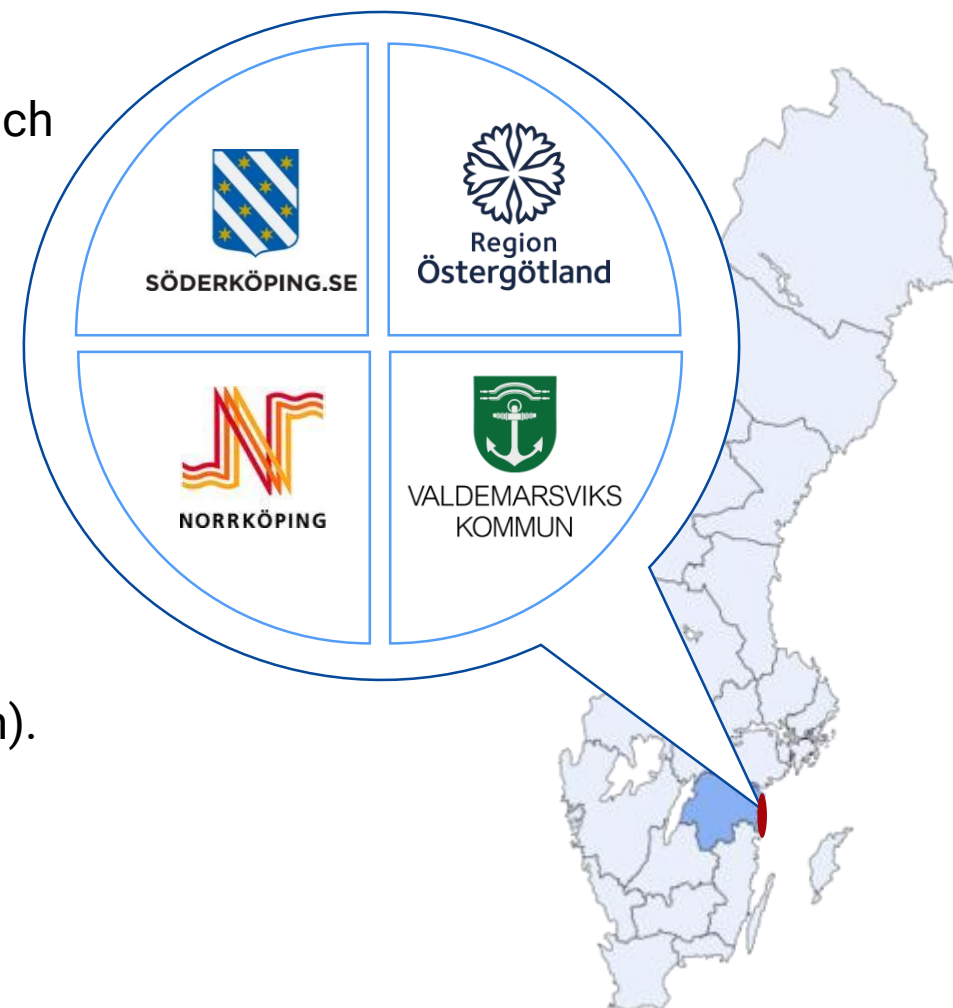 ch
SÖDERKÖPING.SE
Region
Östergötland
NORRKÖPING
VALDEMARSVIKS
KOMMUN
).